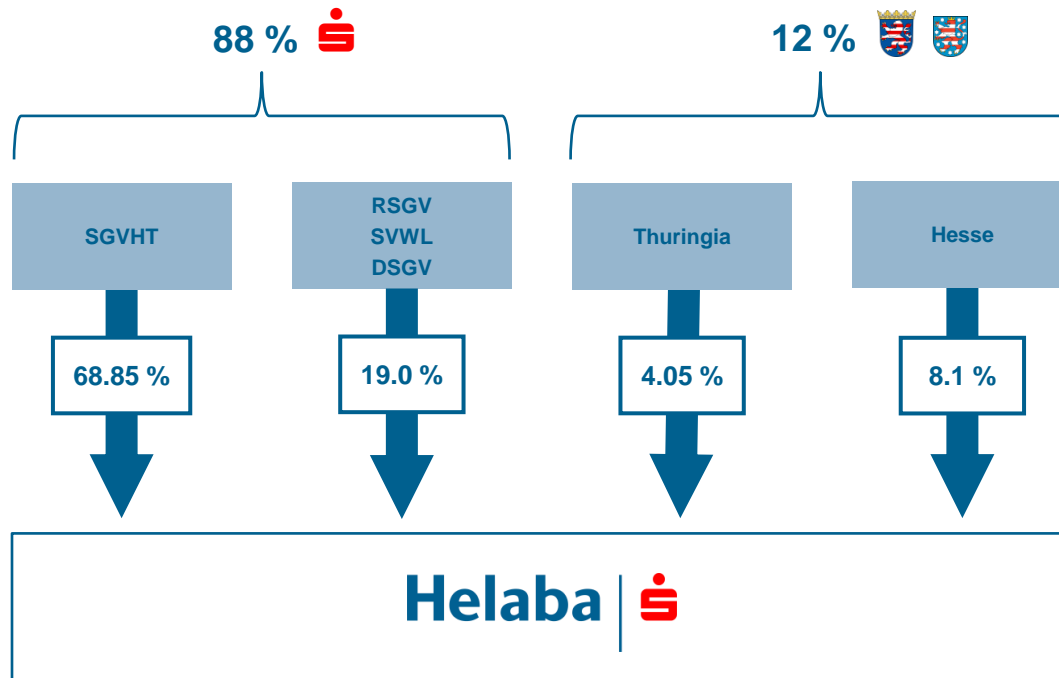 88 %
12 %
SGVHT
RSGV
SVWL
DSGV
Thuringia
Hesse
68.85 %
19.0 %
4.05 %
8.1 %
Helaba